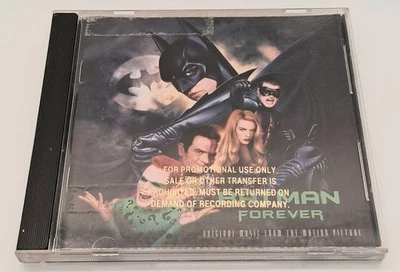 FOR PROMOTIONAL USE ONLY.
SALE OR OTHER TRANSFER IS
PROHIBITED. MUST BE RETURNED ON
DEMAND OF RECORDING COMPANY.
MAN
FOREVER
ORIGINAL MUSIC FROM THE MOTION PICTURE